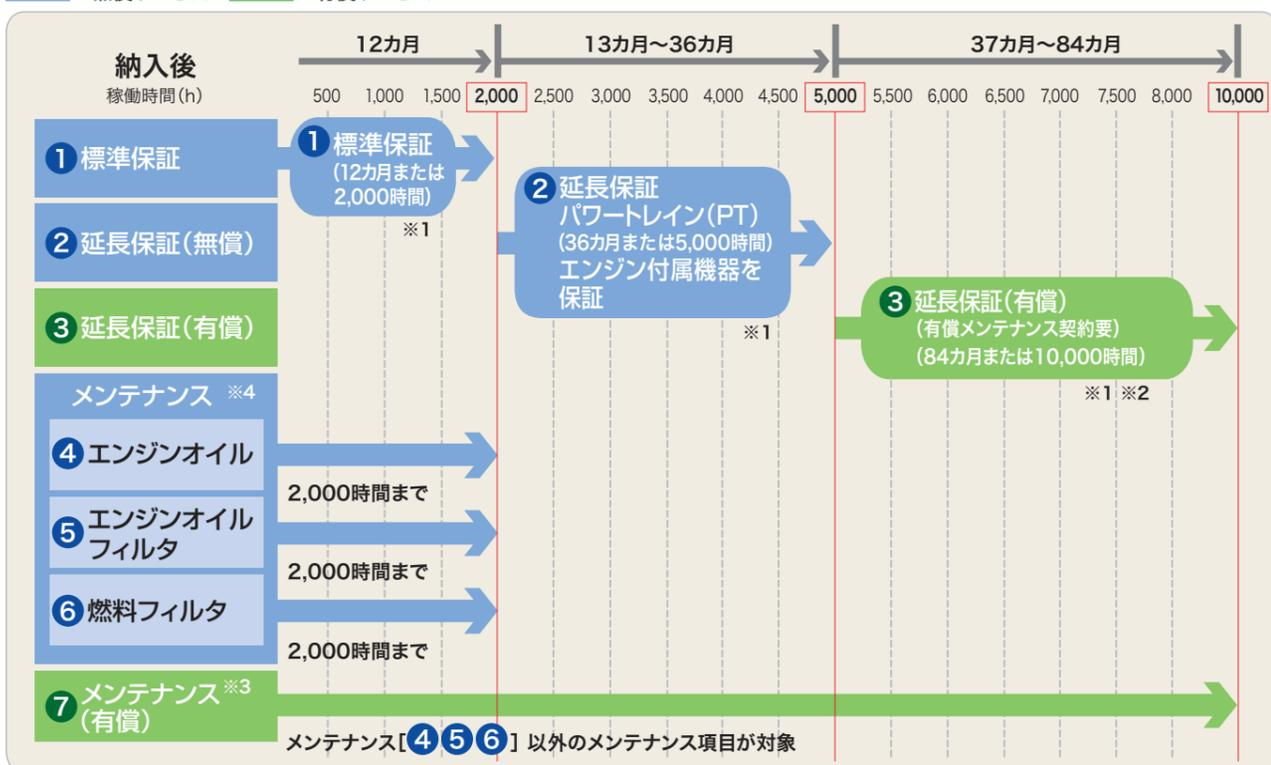 12カ月
13カ月〜36カ月
37カ月〜84カ月
納入後
稼働時間(h)
500 1,000 1,500 2,000 2,500 3,000 3,500 4,000 4,500 5,000 5,500 6,000 6,500 7,000 7,500 8,000 10,000
① 標準保証
① 標準保証
(12カ月または
2,000時間)
※1
② 延長保証(無償)
② 延長保証
パワートレイン(PT)
(36カ月または5,000時間)
エンジン付属機器を
保証
※1
③ 延長保証(有償)
③ 延長保証(有償)
(有償メンテナンス契約要)
(84カ月または10,000時間)
※1 ※2
メンテナンス ※4
④ エンジンオイル
2,000時間まで
⑤ エンジンオイル
フィルタ
2,000時間まで
⑥ 燃料フィルタ
2,000時間まで
⑦ メンテナンス※3
(有償)
メンテナンス[④⑤⑥] 以外のメンテナンス項目が対象